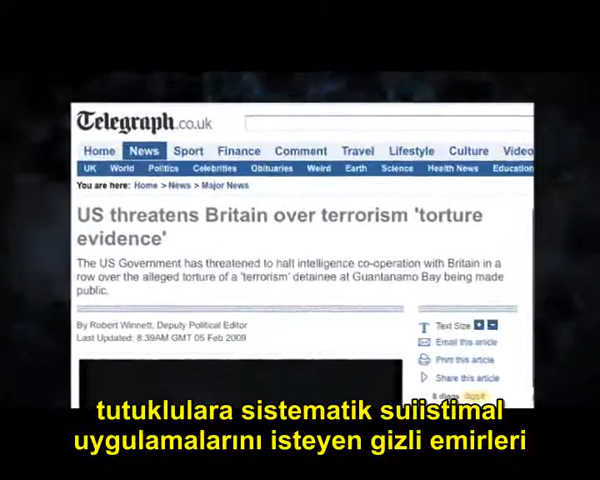 Telegraph.co.uk
Home News Sport Finance Comment Travel Lifestyle Culture Video
UK World Politics Celebrities Obituaries Weird Earth Science Health News Education
You are here: Home > News > Major News
US threatens Britain over terrorism 'torture
evidence'
The US Government has threatened to halt intelligence co-operation with Britain in a
row over the alleged torture of a 'terrorism' detainee at Guantanamo Bay being made
public.
By Robert Winnett, Deputy Political Editor
Last Updated: 8:39AM GMT 05 Feb 2009
Text Size
Email this article
Print this article
Share this article
8 diggs digg it
tutuklulara sistematik suiistimal
uygulamalarını isteyen gizli emirleri